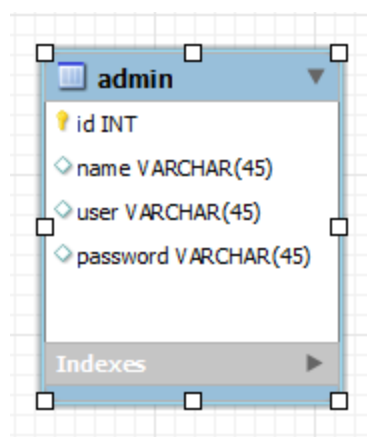 admin
id INT
name VARCHAR(45)
user VARCHAR(45)
password VARCHAR(45)
Indexes